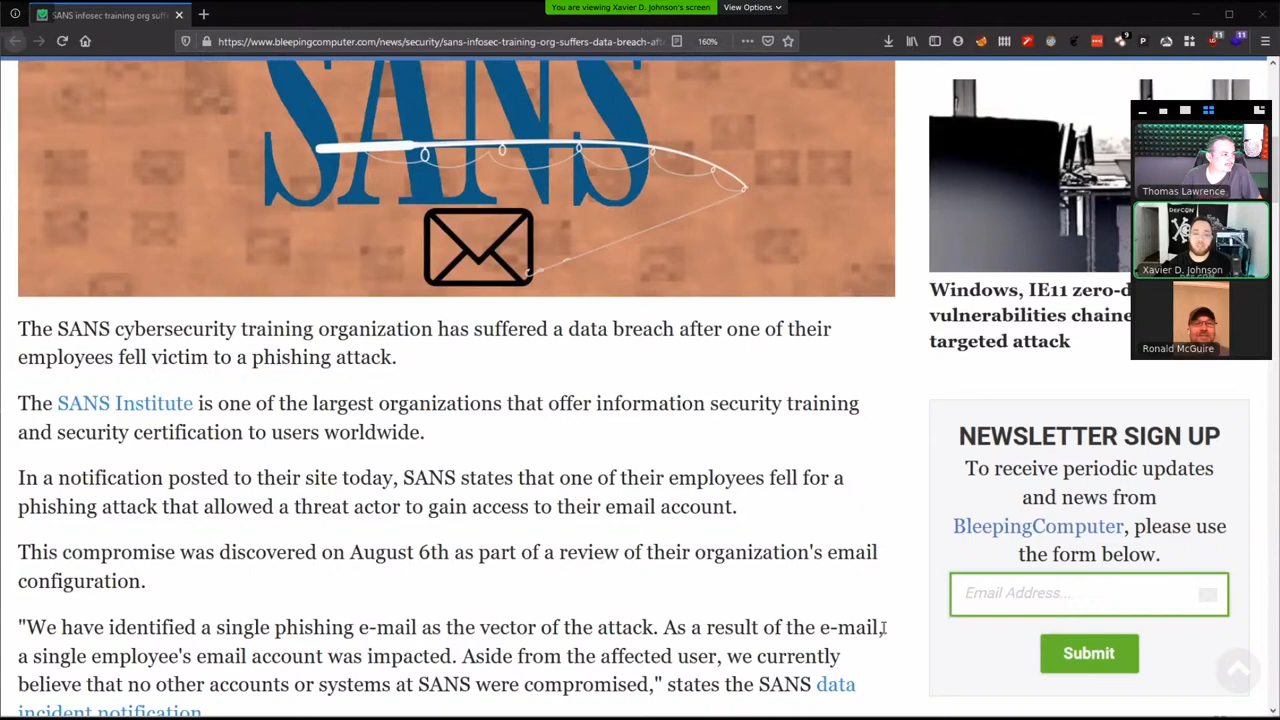 SANS infosec training org suff
You are viewing Xavier D. Johnson's screen
View Options
https://www.bleepingcomputer.com/news/security/sans-infosec-training-org-suffers-data-breach-aft
160%
9
P
11
11
SANS
Thomas Lawrence
DEFCON
Xavier D. Johnson
Ronald McGuire
Windows, IE11 zero-d
vulnerabilities chaine
targeted attack
The SANS cybersecurity training organization has suffered a data breach after one of their
employees fell victim to a phishing attack.
The SANS Institute is one of the largest organizations that offer information security training
and security certification to users worldwide.
In a notification posted to their site today, SANS states that one of their employees fell for a
phishing attack that allowed a threat actor to gain access to their email account.
This compromise was discovered on August 6th as part of a review of their organization's email
configuration.
"We have identified a single phishing e-mail as the vector of the attack. As a result of the e-mail,
a single employee's email account was impacted. Aside from the affected user, we currently
believe that no other accounts or systems at SANS were compromised," states the SANS data
incident notification.
NEWSLETTER SIGN UP
To receive periodic updates
and news from
BleepingComputer, please use
the form below.
Email Address...
Submit